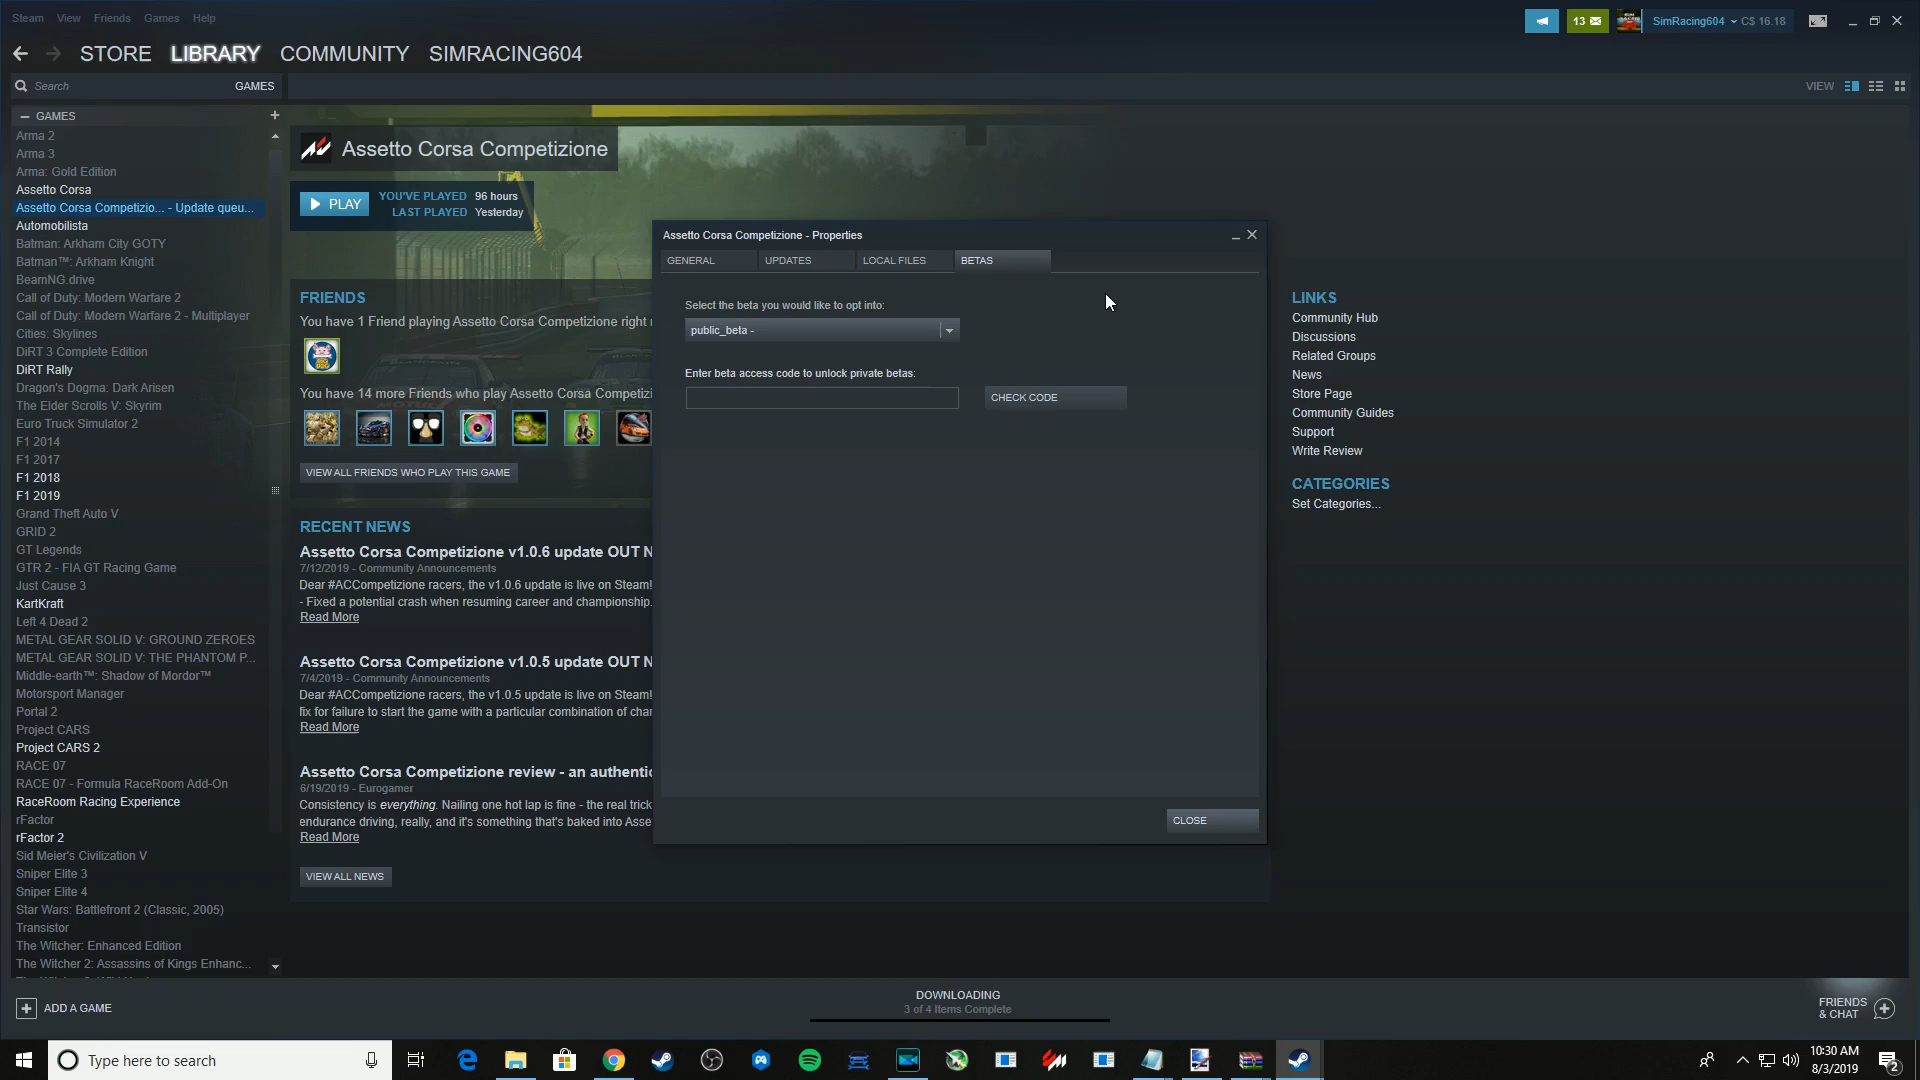 Steam View Friends Games Help
13
SimRacing604 C$ 16.18
STORE LIBRARY COMMUNITY SIMRACING604
Search GAMES
VIEW
GAMES
Arma 2
Arma 3
Arma: Gold Edition
Assetto Corsa
Assetto Corsa Competizio... - Update queu...
Automobilista
Batman: Arkham City GOTY
Batman™: Arkham Knight
BeamNG.drive
Call of Duty: Modern Warfare 2
Call of Duty: Modern Warfare 2 - Multiplayer
Cities: Skylines
DiRT 3 Complete Edition
DiRT Rally
Dragon's Dogma: Dark Arisen
The Elder Scrolls V: Skyrim
Euro Truck Simulator 2
F1 2014
F1 2017
F1 2018
F1 2019
Grand Theft Auto V
GRID 2
GT Legends
GTR 2 - FIA GT Racing Game
Just Cause 3
KartKraft
Left 4 Dead 2
METAL GEAR SOLID V: GROUND ZEROES
METAL GEAR SOLID V: THE PHANTOM P...
Middle-earth™: Shadow of Mordor™
Motorsport Manager
Portal 2
Project CARS
Project CARS 2
RACE 07
RACE 07 - Formula RaceRoom Add-On
RaceRoom Racing Experience
rFactor
rFactor 2
Sid Meier's Civilization V
Sniper Elite 3
Sniper Elite 4
Star Wars: Battlefront 2 (Classic, 2005)
Transistor
The Witcher: Enhanced Edition
The Witcher 2: Assassins of Kings Enhanc...
ADD A GAME
Assetto Corsa Competizione
PLAY
YOU'VE PLAYED 96 hours
LAST PLAYED Yesterday
FRIENDS
You have 1 Friend playing Assetto Corsa Competizione right
You have 14 more Friends who play Assetto Corsa Competizi
VIEW ALL FRIENDS WHO PLAY THIS GAME
RECENT NEWS
Assetto Corsa Competizione v1.0.6 update OUT N
7/12/2019 - Community Announcements
Dear #ACCompetizione racers, the v1.0.6 update is live on Steam!
- Fixed a potential crash when resuming career and championship.
Read More
Assetto Corsa Competizione v1.0.5 update OUT N
7/4/2019 - Community Announcements
Dear #ACCompetizione racers, the v1.0.5 update is live on Steam!
fix for failure to start the game with a particular combination of char
Read More
Assetto Corsa Competizione review - an authentic
6/19/2019 - Eurogamer
Consistency is everything. Nailing one hot lap is fine - the real trick
endurance driving, really, and it's something that's baked into Asse
Read More
VIEW ALL NEWS
Assetto Corsa Competizione - Properties
GENERAL UPDATES LOCAL FILES BETAS
Select the beta you would like to opt into:
public_beta -
Enter beta access code to unlock private betas:
CHECK CODE
CLOSE
LINKS
Community Hub
Discussions
Related Groups
News
Store Page
Community Guides
Support
Write Review
CATEGORIES
Set Categories...
DOWNLOADING
3 of 4 Items Complete
FRIENDS
& CHAT
Type here to search
10:30 AM
8/3/2019
2